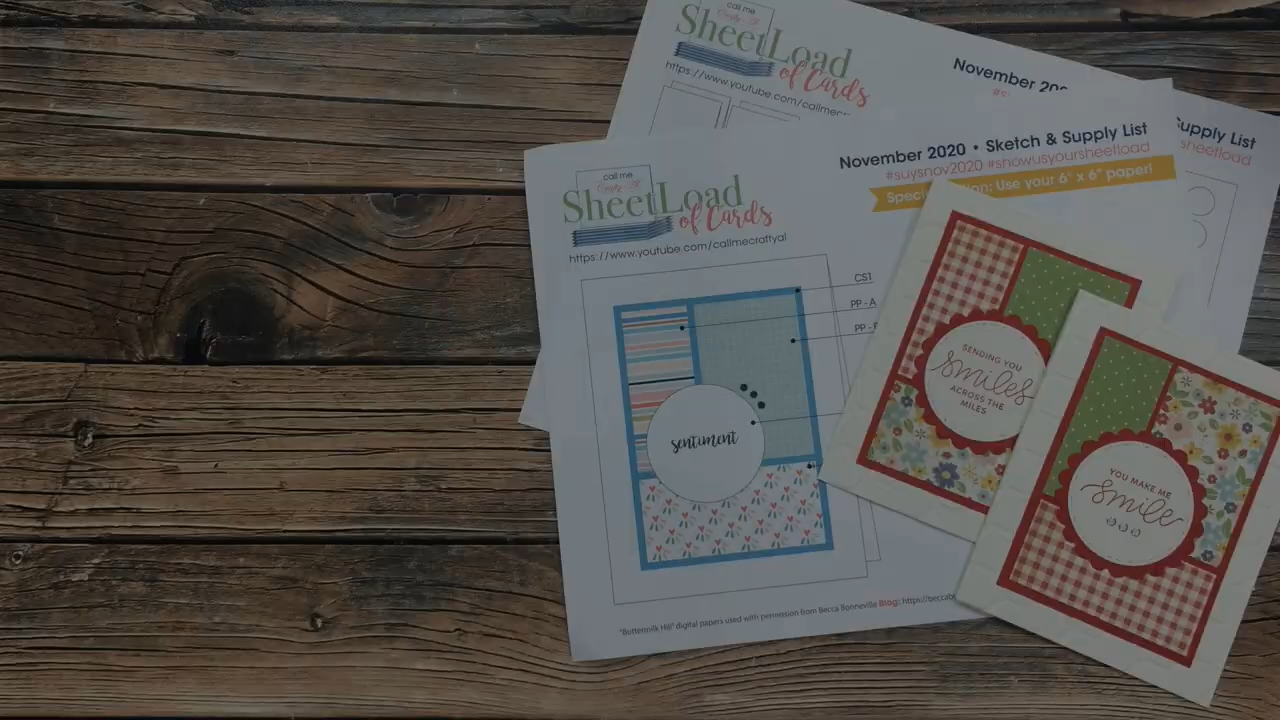 call me
Crafty Al
SheetLoad
of Cards
https://www.youtube.com/callmec
November 20
Supply List
sheetload
call me
Crafty Al
SheetLoad
of Cards
https://www.youtube.com/callmecraftyal
November 2020 • Sketch & Supply List
#suysnov2020 #showusyoursheetload
Use your 6" x 6" paper!
CS1
PP - A
PP -
sentiment
"Buttermilk Hill" digital papers used with permission from Becca Bonneville Blog: https://beccab
SENDING YOU
smiles
ACROSS THE
MILES
YOU MAKE ME
smile